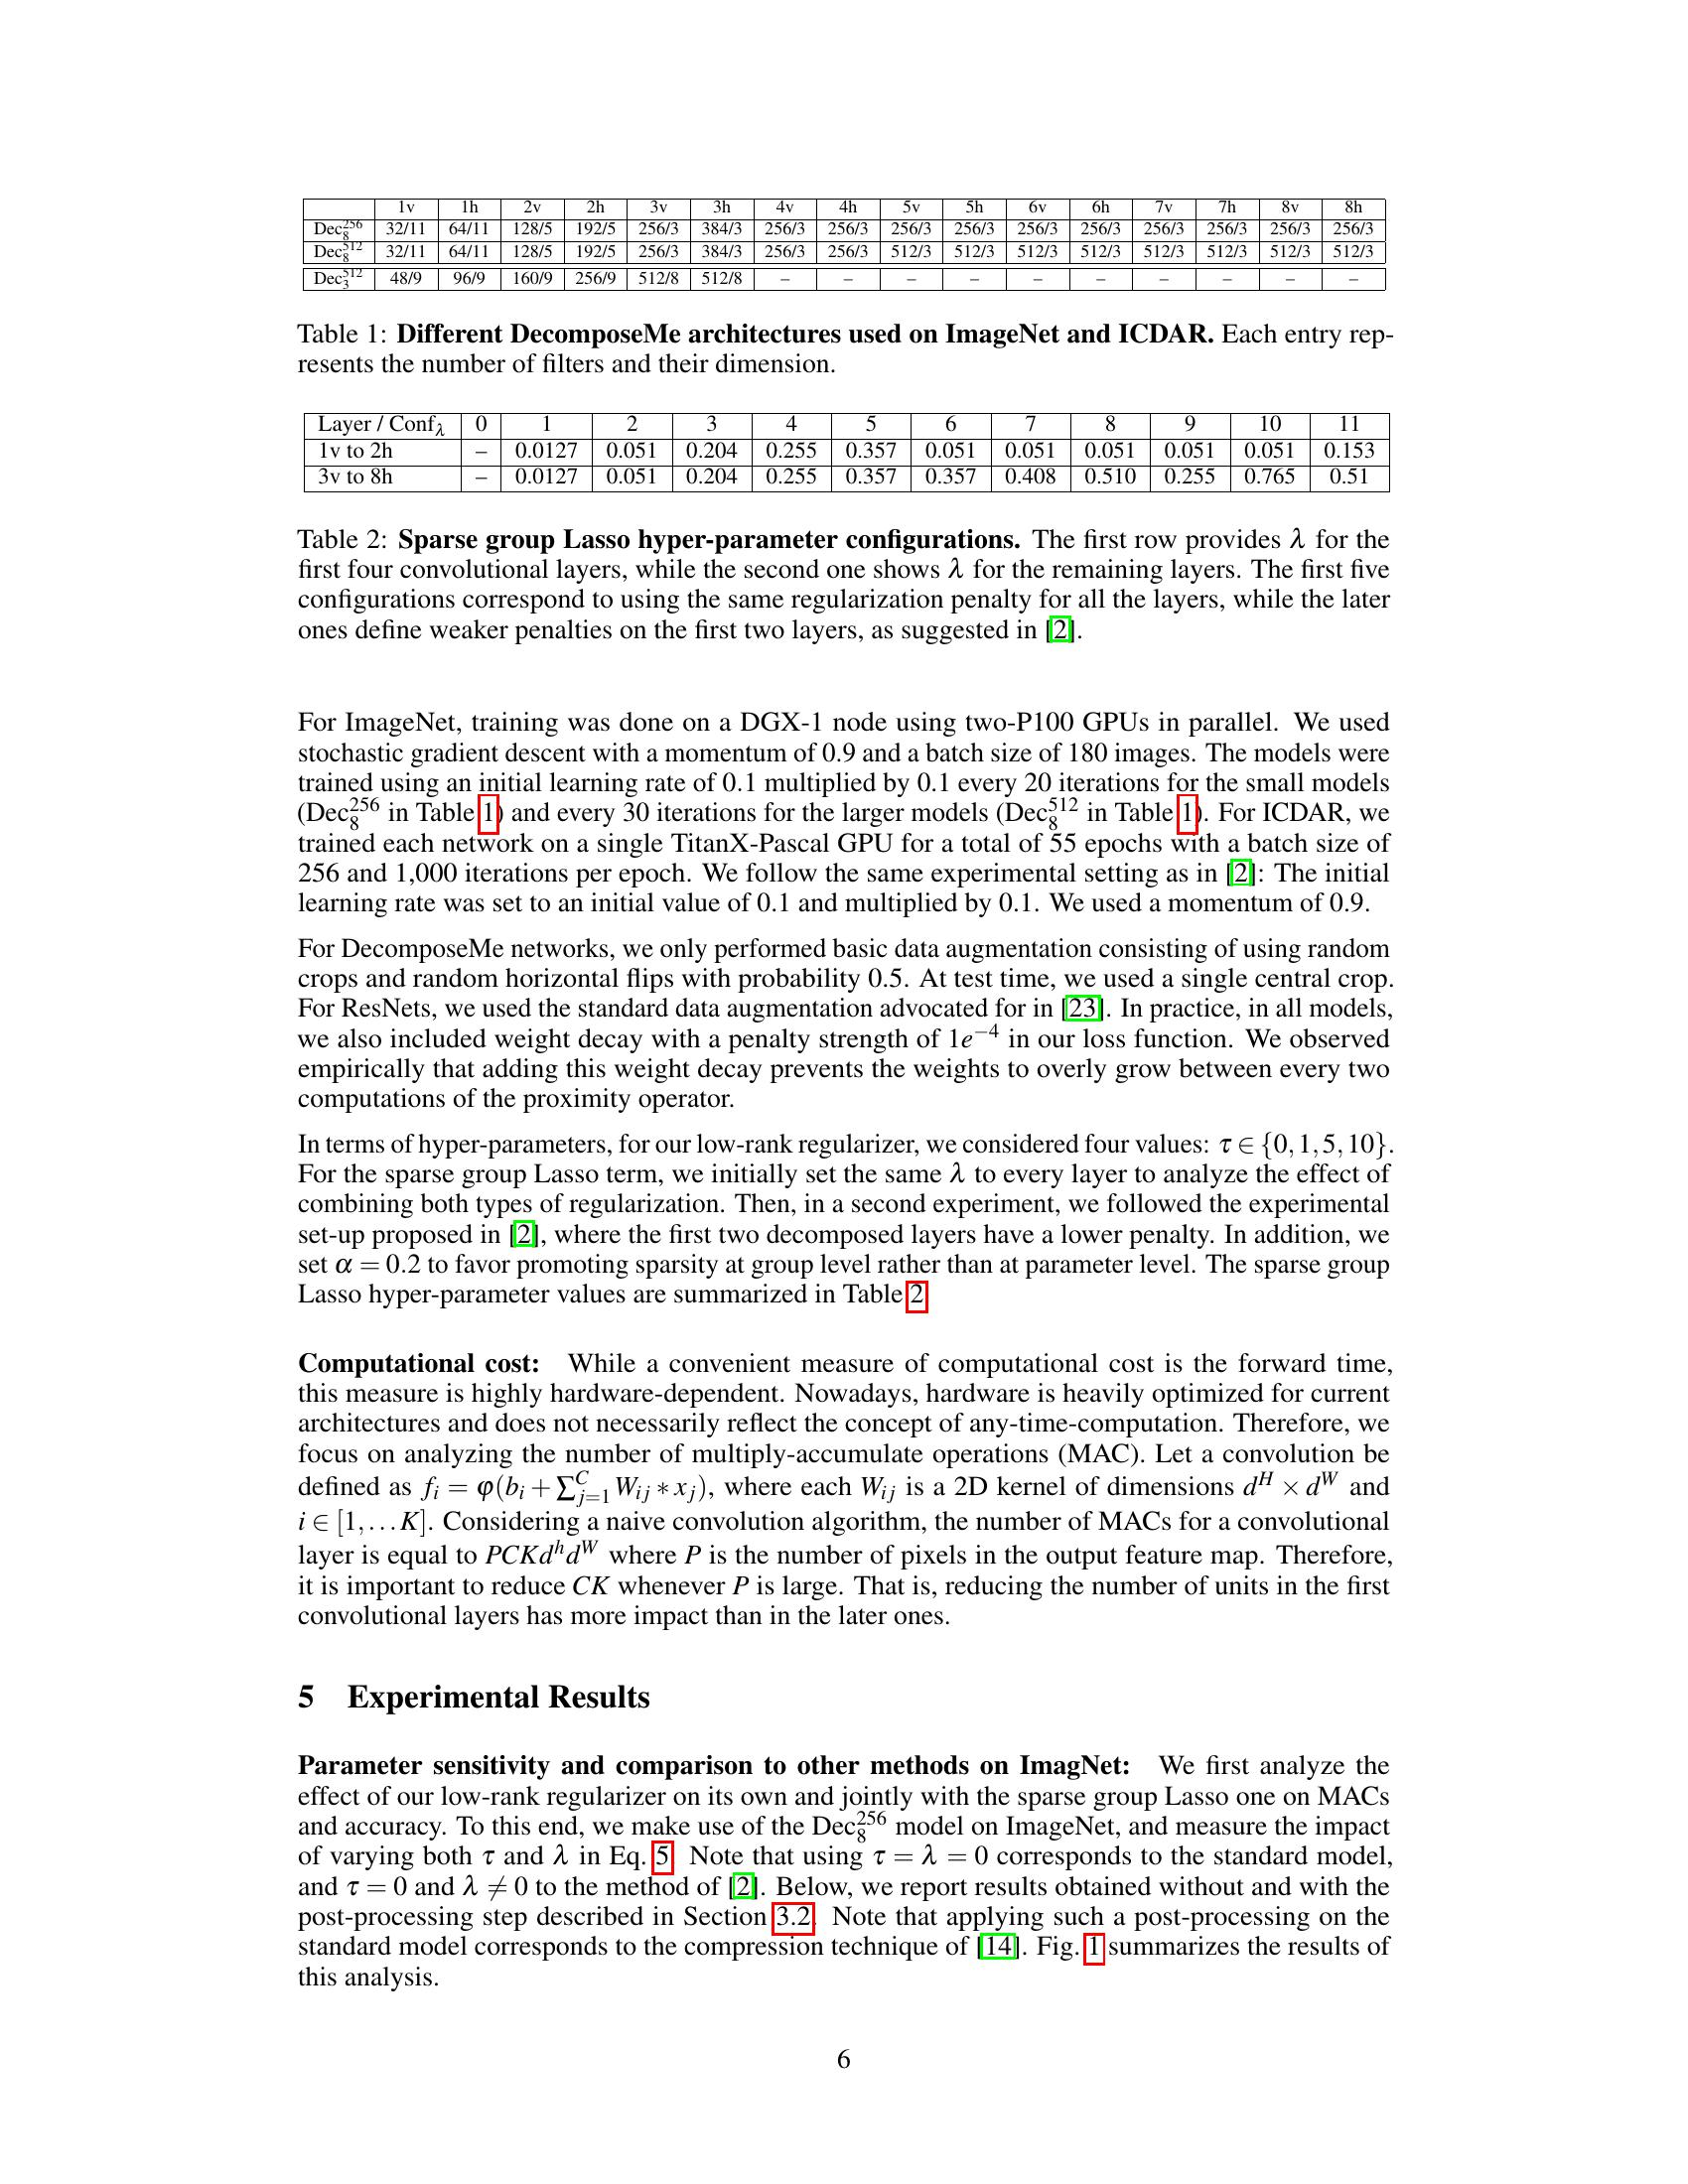 1v 1h 2v 2h 3v 3h 4v 4h 5v 5h 6v 6h 7v 7h 8v 8h
Dec₈²⁵⁶ 32/11 64/11 128/5 192/5 256/3 384/3 256/3 256/3 256/3 256/3 256/3 256/3 256/3 256/3 256/3 256/3
Dec₈⁵¹² 32/11 64/11 128/5 192/5 256/3 384/3 256/3 256/3 512/3 512/3 512/3 512/3 512/3 512/3 512/3 512/3
Dec₃⁵¹² 48/9 96/9 160/9 256/9 512/8 512/8 – – – – – – – – – –
Table 1: Different DecomposeMe architectures used on ImageNet and ICDAR. Each entry rep-
resents the number of filters and their dimension.
Layer / Conf_λ 0 1 2 3 4 5 6 7 8 9 10 11
1v to 2h – 0.0127 0.051 0.204 0.255 0.357 0.051 0.051 0.051 0.051 0.051 0.153
3v to 8h – 0.0127 0.051 0.204 0.255 0.357 0.357 0.408 0.510 0.255 0.765 0.51
Table 2: Sparse group Lasso hyper-parameter configurations. The first row provides λ for the
first four convolutional layers, while the second one shows λ for the remaining layers. The first five
configurations correspond to using the same regularization penalty for all the layers, while the later
ones define weaker penalties on the first two layers, as suggested in [2].
For ImageNet, training was done on a DGX-1 node using two-P100 GPUs in parallel. We used
stochastic gradient descent with a momentum of 0.9 and a batch size of 180 images. The models were
trained using an initial learning rate of 0.1 multiplied by 0.1 every 20 iterations for the small models
(Dec₈²⁵⁶ in Table 1) and every 30 iterations for the larger models (Dec₈⁵¹² in Table 1). For ICDAR, we
trained each network on a single TitanX-Pascal GPU for a total of 55 epochs with a batch size of
256 and 1,000 iterations per epoch. We follow the same experimental setting as in [2]: The initial
learning rate was set to an initial value of 0.1 and multiplied by 0.1. We used a momentum of 0.9.
For DecomposeMe networks, we only performed basic data augmentation consisting of using random
crops and random horizontal flips with probability 0.5. At test time, we used a single central crop.
For ResNets, we used the standard data augmentation advocated for in [23]. In practice, in all models,
we also included weight decay with a penalty strength of 1e⁻⁴ in our loss function. We observed
empirically that adding this weight decay prevents the weights to overly grow between every two
computations of the proximity operator.
In terms of hyper-parameters, for our low-rank regularizer, we considered four values: τ ∈ {0,1,5,10}.
For the sparse group Lasso term, we initially set the same λ to every layer to analyze the effect of
combining both types of regularization. Then, in a second experiment, we followed the experimental
set-up proposed in [2], where the first two decomposed layers have a lower penalty. In addition, we
set α = 0.2 to favor promoting sparsity at group level rather than at parameter level. The sparse group
Lasso hyper-parameter values are summarized in Table 2
Computational cost: While a convenient measure of computational cost is the forward time,
this measure is highly hardware-dependent. Nowadays, hardware is heavily optimized for current
architectures and does not necessarily reflect the concept of any-time-computation. Therefore, we
focus on analyzing the number of multiply-accumulate operations (MAC). Let a convolution be
defined as f_i = φ(b_i + ∑_{j=1}^C W_{ij} ∗ x_j), where each W_{ij} is a 2D kernel of dimensions d^H × d^W and
i ∈ [1,...K]. Considering a naive convolution algorithm, the number of MACs for a convolutional
layer is equal to PCKd^hd^W where P is the number of pixels in the output feature map. Therefore,
it is important to reduce CK whenever P is large. That is, reducing the number of units in the first
convolutional layers has more impact than in the later ones.
5 Experimental Results
Parameter sensitivity and comparison to other methods on ImagNet: We first analyze the
effect of our low-rank regularizer on its own and jointly with the sparse group Lasso one on MACs
and accuracy. To this end, we make use of the Dec₈²⁵⁶ model on ImageNet, and measure the impact
of varying both τ and λ in Eq. 5 Note that using τ = λ = 0 corresponds to the standard model,
and τ = 0 and λ ≠ 0 to the method of [2]. Below, we report results obtained without and with the
post-processing step described in Section 3.2. Note that applying such a post-processing on the
standard model corresponds to the compression technique of [14]. Fig. 1 summarizes the results of
this analysis.
6